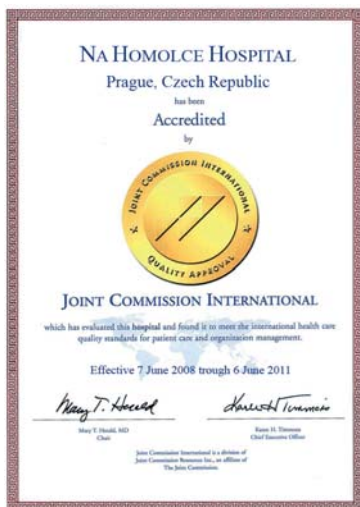 NA HOMOLCE HOSPITAL
Prague, Czech Republic
has been
Accredited
by
JOINT COMMISSION INTERNATIONAL
QUALITY APPROVAL
JOINT COMMISSION INTERNATIONAL
which has evaluated this hospital and found it to meet the international health care
quality standards for patient care and organization management.
Effective 7 June 2008 trough 6 June 2011
Mary T. Herald, MD
Chair
Karen H. Timmons
Chief Executive Officer
Joint Commission International is a division of
Joint Commission Resources Inc., an affiliate of
The Joint Commission.